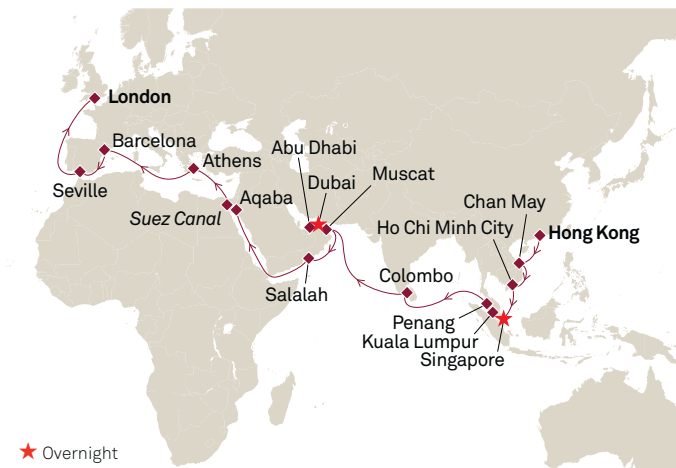 London
Barcelona
Seville
Athens
Suez Canal
Aqaba
Abu Dhabi
Dubai
Muscat
Salalah
Colombo
Chan May
Ho Chi Minh City
Hong Kong
Penang
Kuala Lumpur
Singapore
Overnight